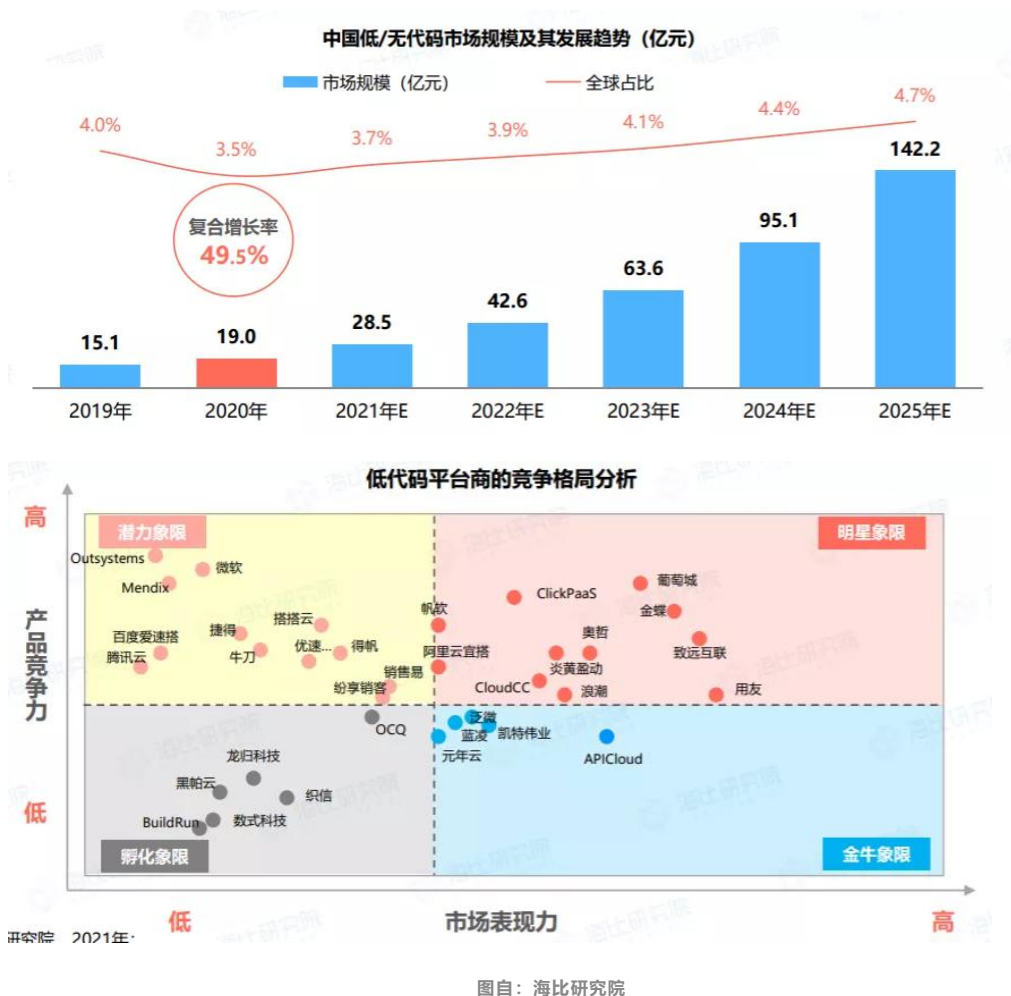 中国低/无代码市场规模及其发展趋势（亿元）
市场规模（亿元） 全球占比
4.0% 3.5% 3.7% 3.9% 4.1% 4.4% 4.7%
复合增长率
49.5%
15.1 19.0 28.5 42.6 63.6 95.1 142.2
2019年 2020年 2021年E 2022年E 2023年E 2024年E 2025年E
低代码平台商的竞争格局分析
高
产品竞争力
低
潜力象限
明星象限
Outsystems
微软
Mendix
ClickPaaS
葡萄城
金蝶
百度爱速搭
捷得
搭搭云
帆软
奥哲
致远互联
腾讯云
牛刀
优速...
得帆
阿里云宜搭
炎黄盈动
销售易
纷享销客
CloudCC
浪潮
用友
OCQ
泛微
蓝凌
凯特伟业
元年云
APICloud
龙归科技
黑帕云
织信
BuildRun
数式科技
孵化象限
金牛象限
低
市场表现力
高
研究院 2021年;
图自：海比研究院
海比研究院